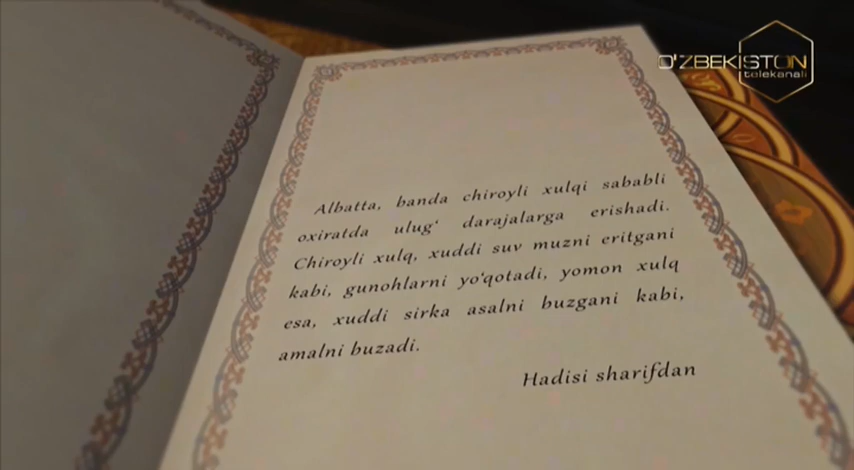 O'ZBEKISTON
telekanali
Albatta, banda chiroyli xulqi sababli
oxiratda ulug‘ darajalarga erishadi.
Chiroyli xulq, xuddi suv muzni eritgani
kabi, gunohlarni yo‘qotadi, yomon xulq
esa, xuddi sirka asalni buzgani kabi,
amalni buzadi.
Hadisi sharifdan